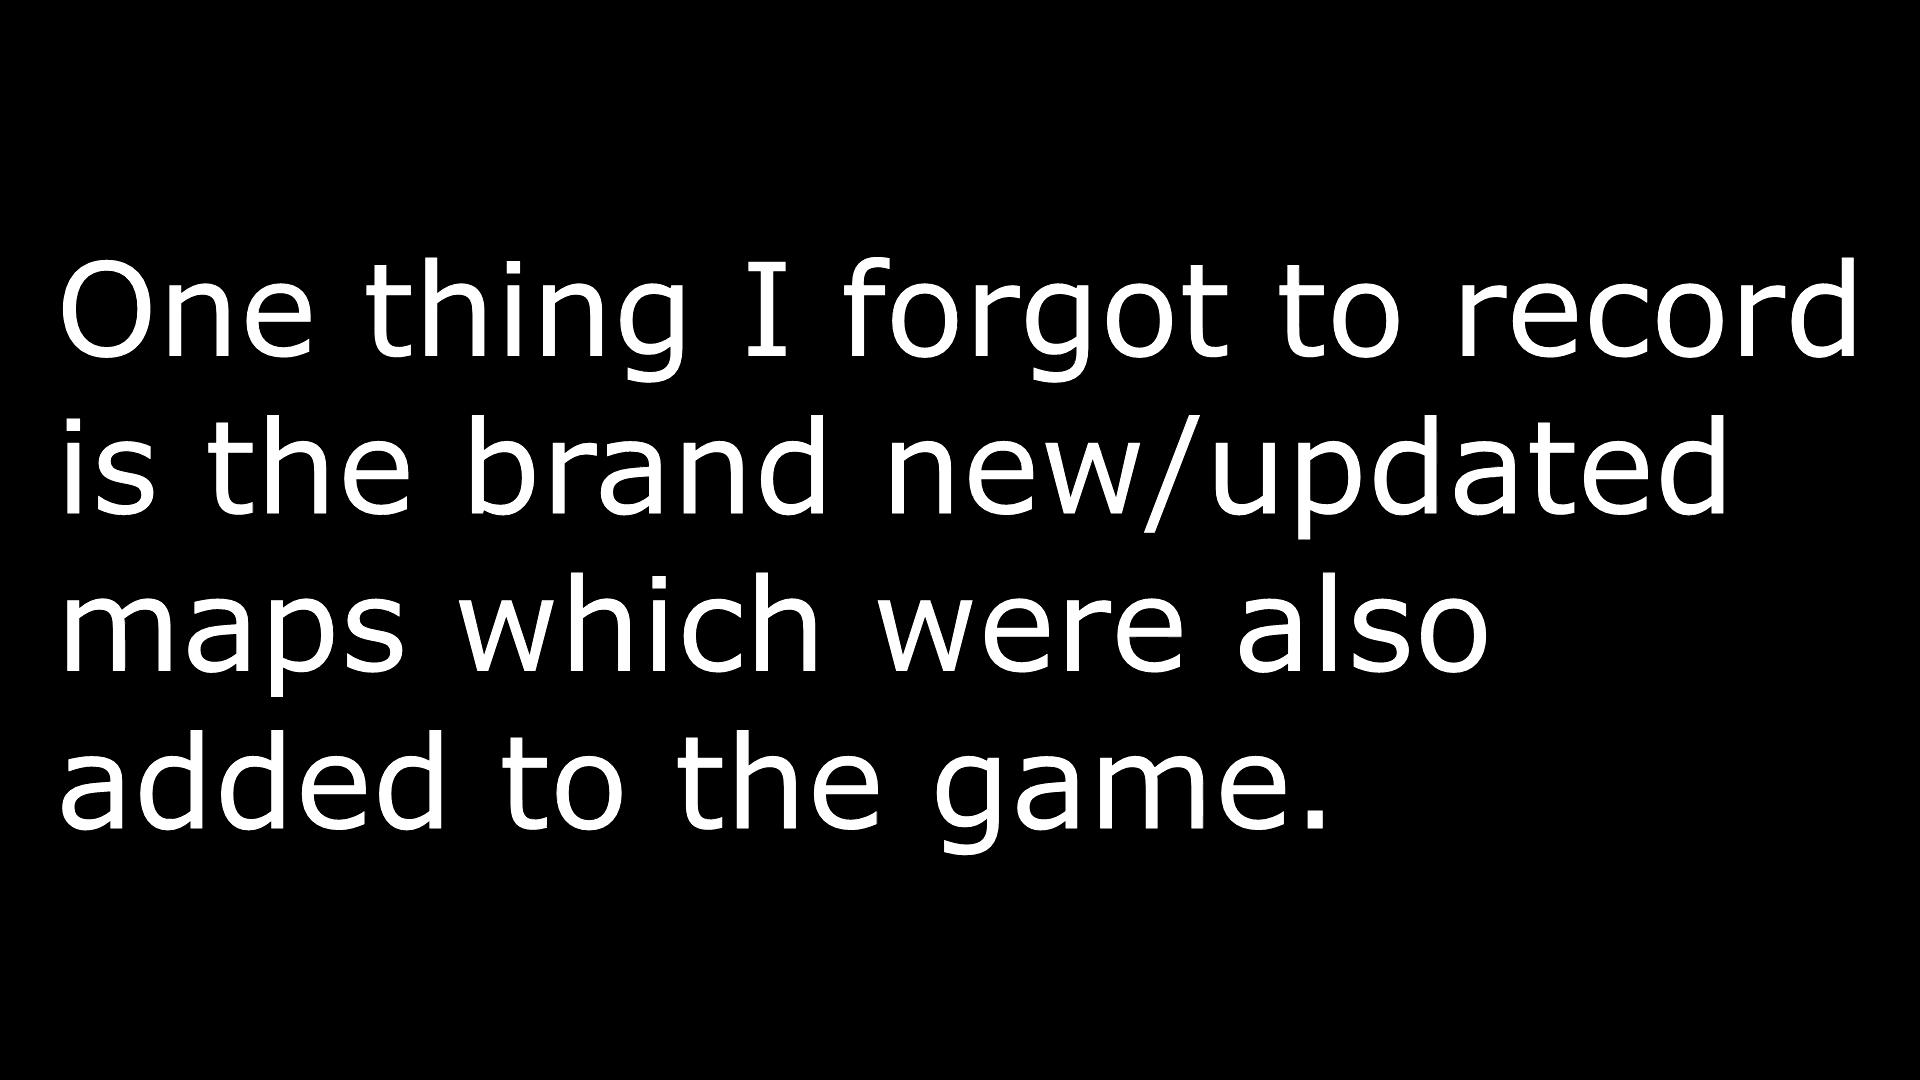 One thing I forgot to record
is the brand new/updated
maps which were also
added to the game.